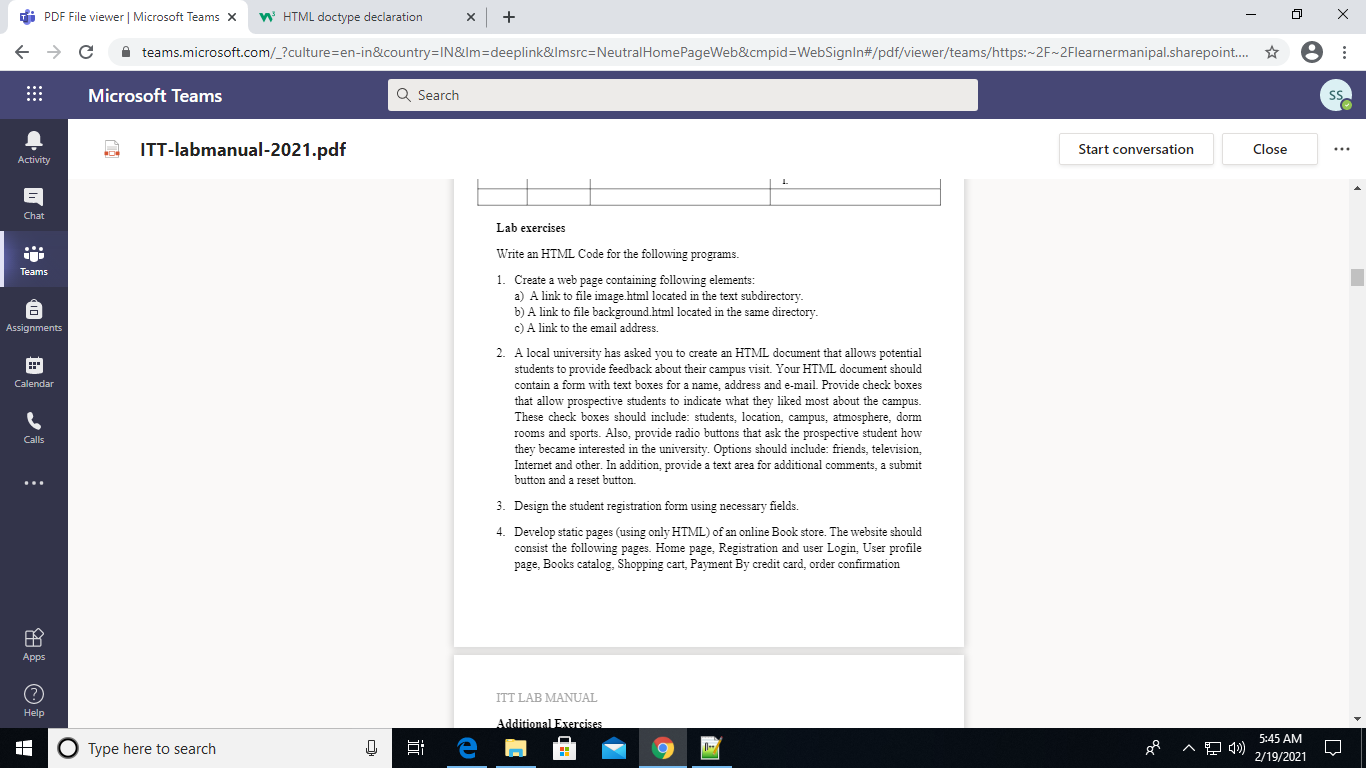 PDF File viewer | Microsoft Teams
HTML doctype declaration
teams.microsoft.com/_?culture=en-in&country=IN&lm=deeplink&lmsrc=NeutralHomePageWeb&cmpid=WebSignIn#/pdf/viewer/teams/https:~2F~2Flearnermanipal.sharepoint....
Microsoft Teams
Search
SS
Activity
Chat
Teams
Assignments
Calendar
Calls
Apps
Help
ITT-labmanual-2021.pdf
Start conversation
Close
Lab exercises
Write an HTML Code for the following programs.
1. Create a web page containing following elements:
a) A link to file image.html located in the text subdirectory.
b) A link to file background.html located in the same directory.
c) A link to the email address.
2. A local university has asked you to create an HTML document that allows potential
students to provide feedback about their campus visit. Your HTML document should
contain a form with text boxes for a name, address and e-mail. Provide check boxes
that allow prospective students to indicate what they liked most about the campus.
These check boxes should include: students, location, campus, atmosphere, dorm
rooms and sports. Also, provide radio buttons that ask the prospective student how
they became interested in the university. Options should include: friends, television,
Internet and other. In addition, provide a text area for additional comments, a submit
button and a reset button.
3. Design the student registration form using necessary fields.
4. Develop static pages (using only HTML) of an online Book store. The website should
consist the following pages. Home page, Registration and user Login, User profile
page, Books catalog, Shopping cart, Payment By credit card, order confirmation
ITT LAB MANUAL
Additional Exercises
Type here to search
5:45 AM
2/19/2021